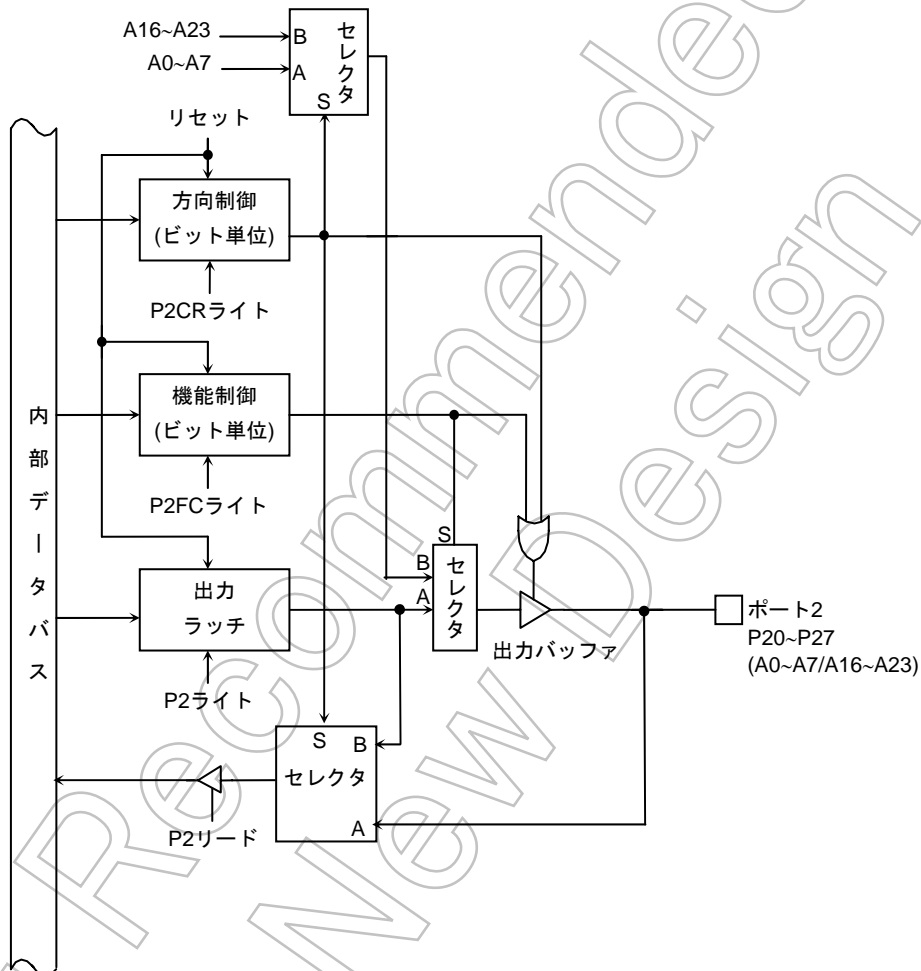 A16~A23
A0~A7
B
A
S
セレクタ
リセット
方向制御
(ビット単位)
P2CRライト
機能制御
(ビット単位)
P2FCライト
内部データバス
出力
ラッチ
P2ライト
S
B
A
セレクタ
出力バッファ
ポート2
P20~P27
(A0~A7/A16~A23)
S
B
セレクタ
A
P2リード
Recommended
New Design